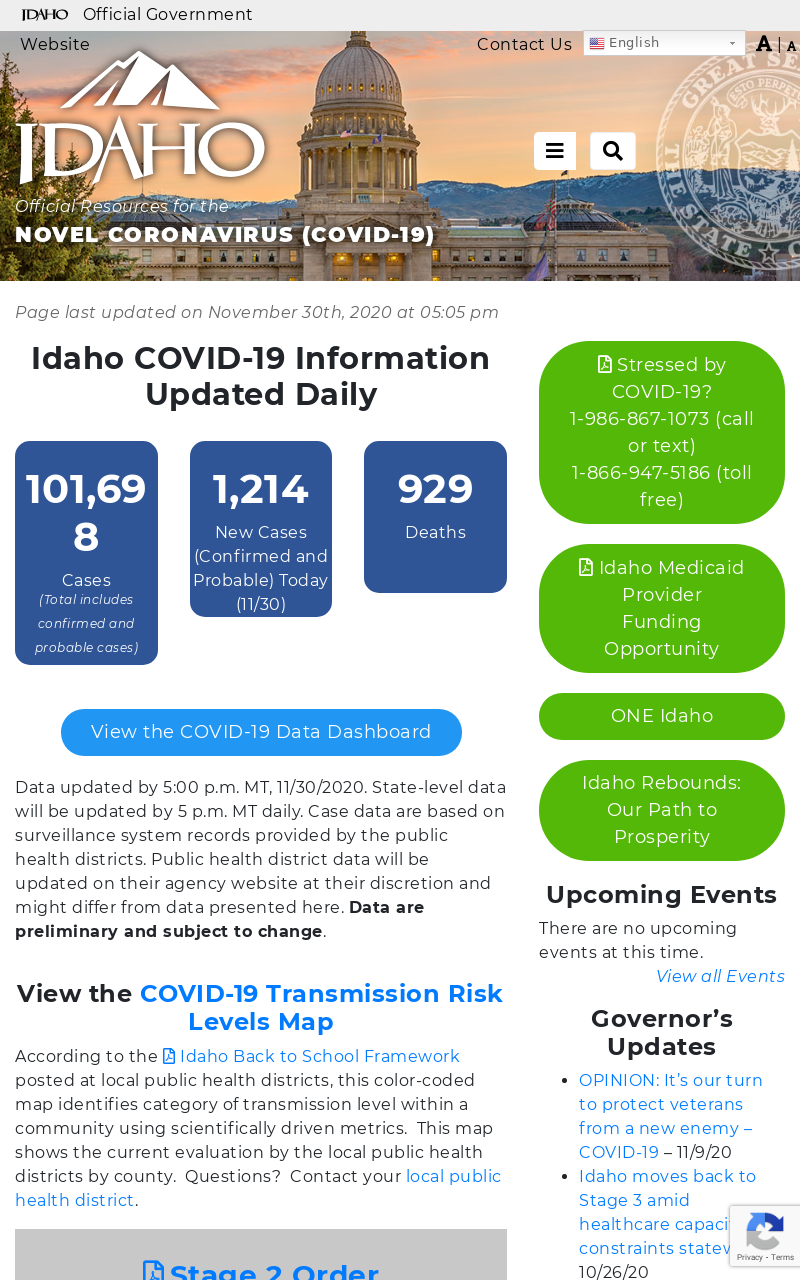 IDAHO Official Government
Website
Contact Us
English
A | A
IDAHO
Official Resources for the
NOVEL CORONAVIRUS (COVID-19)
Page last updated on November 30th, 2020 at 05:05 pm
Idaho COVID-19 Information
Updated Daily
101,69
8
Cases
(Total includes
confirmed and
probable cases)
1,214
New Cases
(Confirmed and
Probable) Today
(11/30)
929
Deaths
View the COVID-19 Data Dashboard
Data updated by 5:00 p.m. MT, 11/30/2020. State-level data
will be updated by 5 p.m. MT daily. Case data are based on
surveillance system records provided by the public
health districts. Public health district data will be
updated on their agency website at their discretion and
might differ from data presented here. Data are
preliminary and subject to change.
View the COVID-19 Transmission Risk
Levels Map
According to the Idaho Back to School Framework
posted at local public health districts, this color-coded
map identifies category of transmission level within a
community using scientifically driven metrics.  This map
shows the current evaluation by the local public health
districts by county.  Questions?  Contact your local public
health district.
Stage 2 Order
Stressed by
COVID-19?
1-986-867-1073 (call
or text)
1-866-947-5186 (toll
free)
Idaho Medicaid
Provider
Funding
Opportunity
ONE Idaho
Idaho Rebounds:
Our Path to
Prosperity
Upcoming Events
There are no upcoming
events at this time.
View all Events
Governor’s
Updates
OPINION: It’s our turn
to protect veterans
from a new enemy –
COVID-19 – 11/9/20
Idaho moves back to
Stage 3 amid
healthcare
constraints
10/26/20
Privacy - Terms